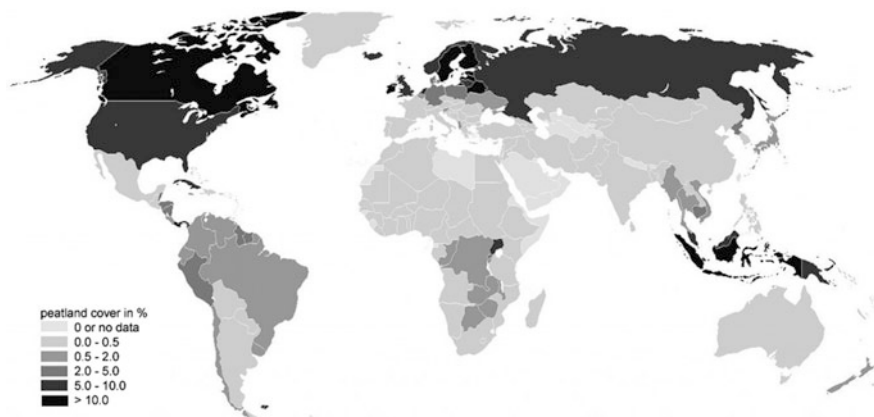 peatland cover in %
0 or no data
0.0 - 0.5
0.5 - 2.0
2.0 - 5.0
5.0 - 10.0
> 10.0